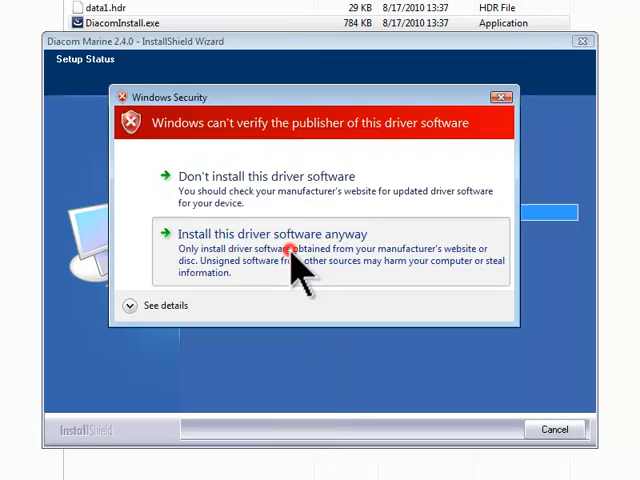 data1.hdr 29 KB 8/17/2010 13:37 HDR File
DiacomInstall.exe 784 KB 8/17/2010 13:37 Application
Diacom Marine 2.4.0 - InstallShield Wizard
Setup Status
Windows Security
Windows can't verify the publisher of this driver software
Don't install this driver software
You should check your manufacturer's website for updated driver software
for your device.
Install this driver software anyway
Only install driver software obtained from your manufacturer's website or
disc. Unsigned software from other sources may harm your computer or steal
information.
See details
InstallShield
Cancel